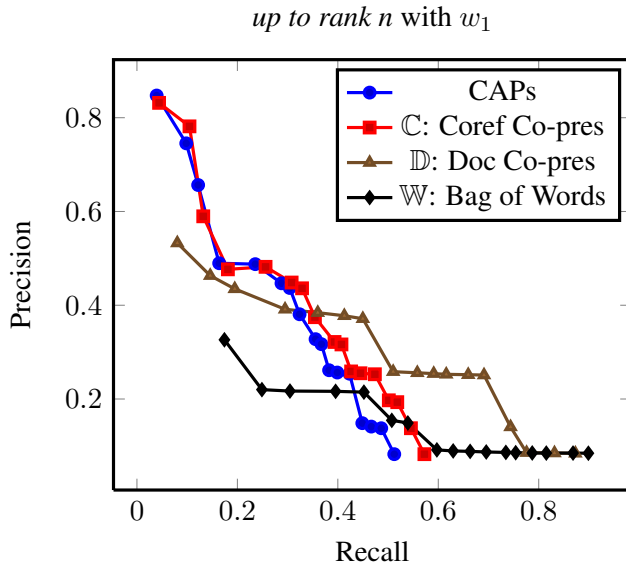 up to rank n with w₁
CAPs
ℂ: Coref Co-pres
𝔻: Doc Co-pres
𝕎: Bag of Words
Precision
0.8
0.6
0.4
0.2
0
0.2
0.4
0.6
0.8
Recall